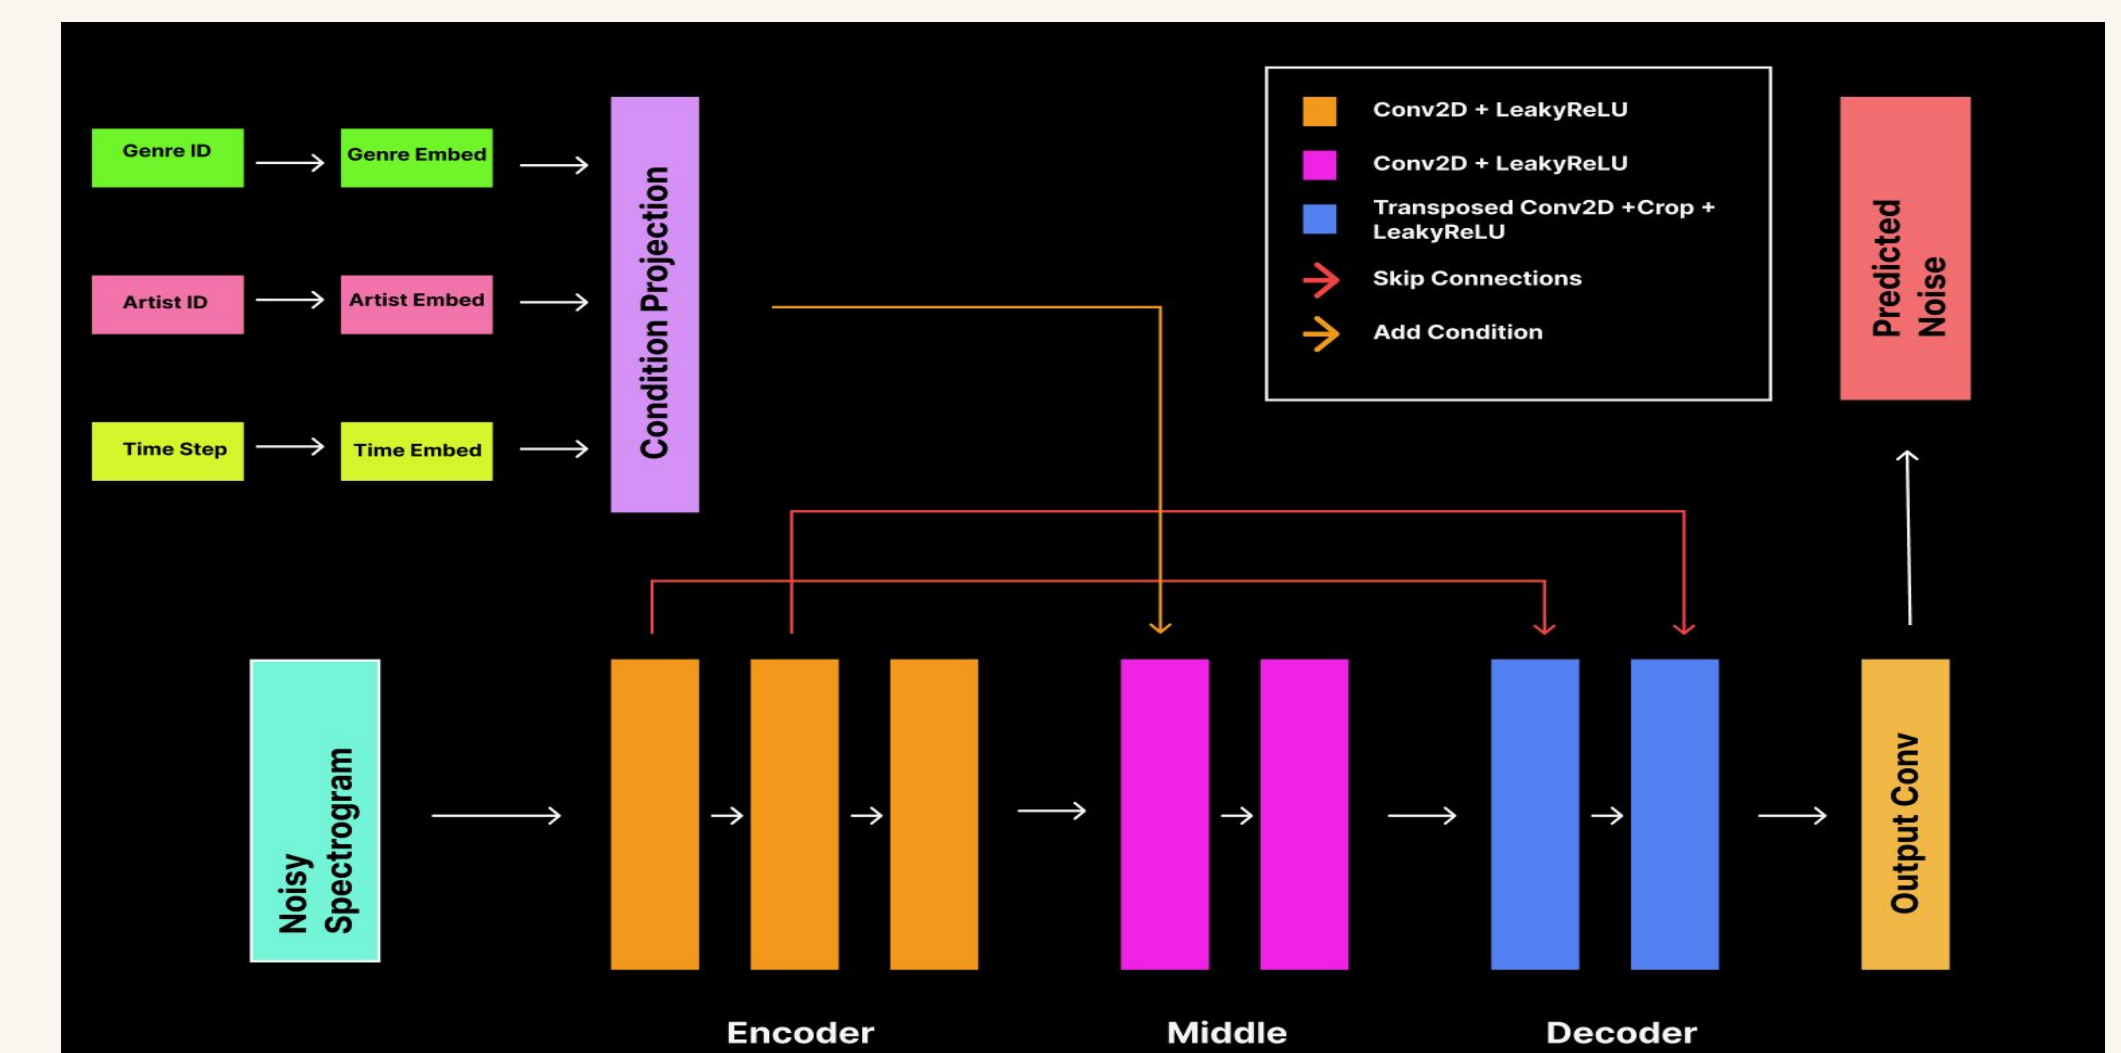 Genre ID
Genre Embed
Artist ID
Artist Embed
Time Step
Time Embed
Condition Projection
Conv2D + LeakyReLU
Conv2D + LeakyReLU
Transposed Conv2D +Crop +
LeakyReLU
Skip Connections
Add Condition
Predicted
Noise
Noisy
Spectrogram
Output Conv
Encoder
Middle
Decoder